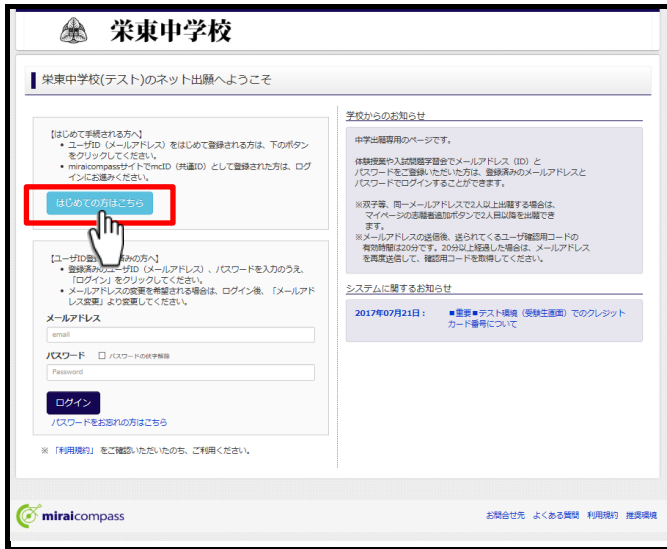 栄東中学校
栄東中学校(テスト)のネット出願へようこそ
【はじめて手続される方へ】
• ユーザID（メールアドレス）をはじめて登録される方は、下のボタン
をクリックしてください。
• miraicompassサイトでmcID（共通ID）として登録された方は、ログ
インにお進みください。
はじめての方はこちら
【ユーザID登録済みの方へ】
• 登録済みのユーザID（メールアドレス）、パスワードを入力のうえ、
「ログイン」をクリックしてください。
• メールアドレスの変更を希望される場合は、ログイン後、「メールアド
レス変更」より変更してください。
メールアドレス
email
パスワード □ パスワードの伏字解除
Password
ログイン
パスワードをお忘れの方はこちら
※ 「利用規約」 をご確認いただいたのち、ご利用ください。
学校からのお知らせ
中学出願専用のページです。
体験授業や入試問題学習会でメールアドレス（ID）と
パスワードをご登録いただいた方は、登録済みのメールアドレスと
パスワードでログインすることができます。
※双子等、同一メールアドレスで2人以上出願する場合は、
マイページの志願者追加ボタンで2人目以降を出願でき
ます。
※メールアドレスの送信後、送られてくるユーザ確認用コードの
有効時間は20分です。20分以上経過した場合は、メールアドレス
を再度送信して、確認用コードを取得してください。
システムに関するお知らせ
2017年07月21日： ■重要■テスト環境（受験生画面）でのクレジット
カード番号について
miraicompass
お問合せ先 よくある質問 利用規約 推奨環境